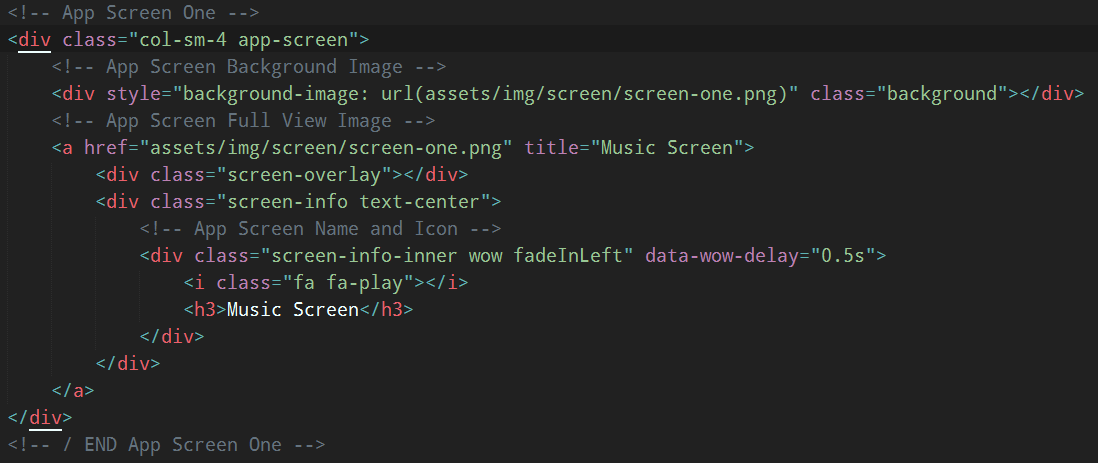 <!-- App Screen One -->
<div class="col-sm-4 app-screen">
    <!-- App Screen Background Image -->
    <div style="background-image: url(assets/img/screen/screen-one.png)" class="background"></div>
    <!-- App Screen Full View Image -->
    <a href="assets/img/screen/screen-one.png" title="Music Screen">
        <div class="screen-overlay"></div>
        <div class="screen-info text-center">
            <!-- App Screen Name and Icon -->
            <div class="screen-info-inner wow fadeInLeft" data-wow-delay="0.5s">
                <i class="fa fa-play"></i>
                <h3>Music Screen</h3>
            </div>
        </div>
    </a>
</div>
<!-- / END App Screen One -->